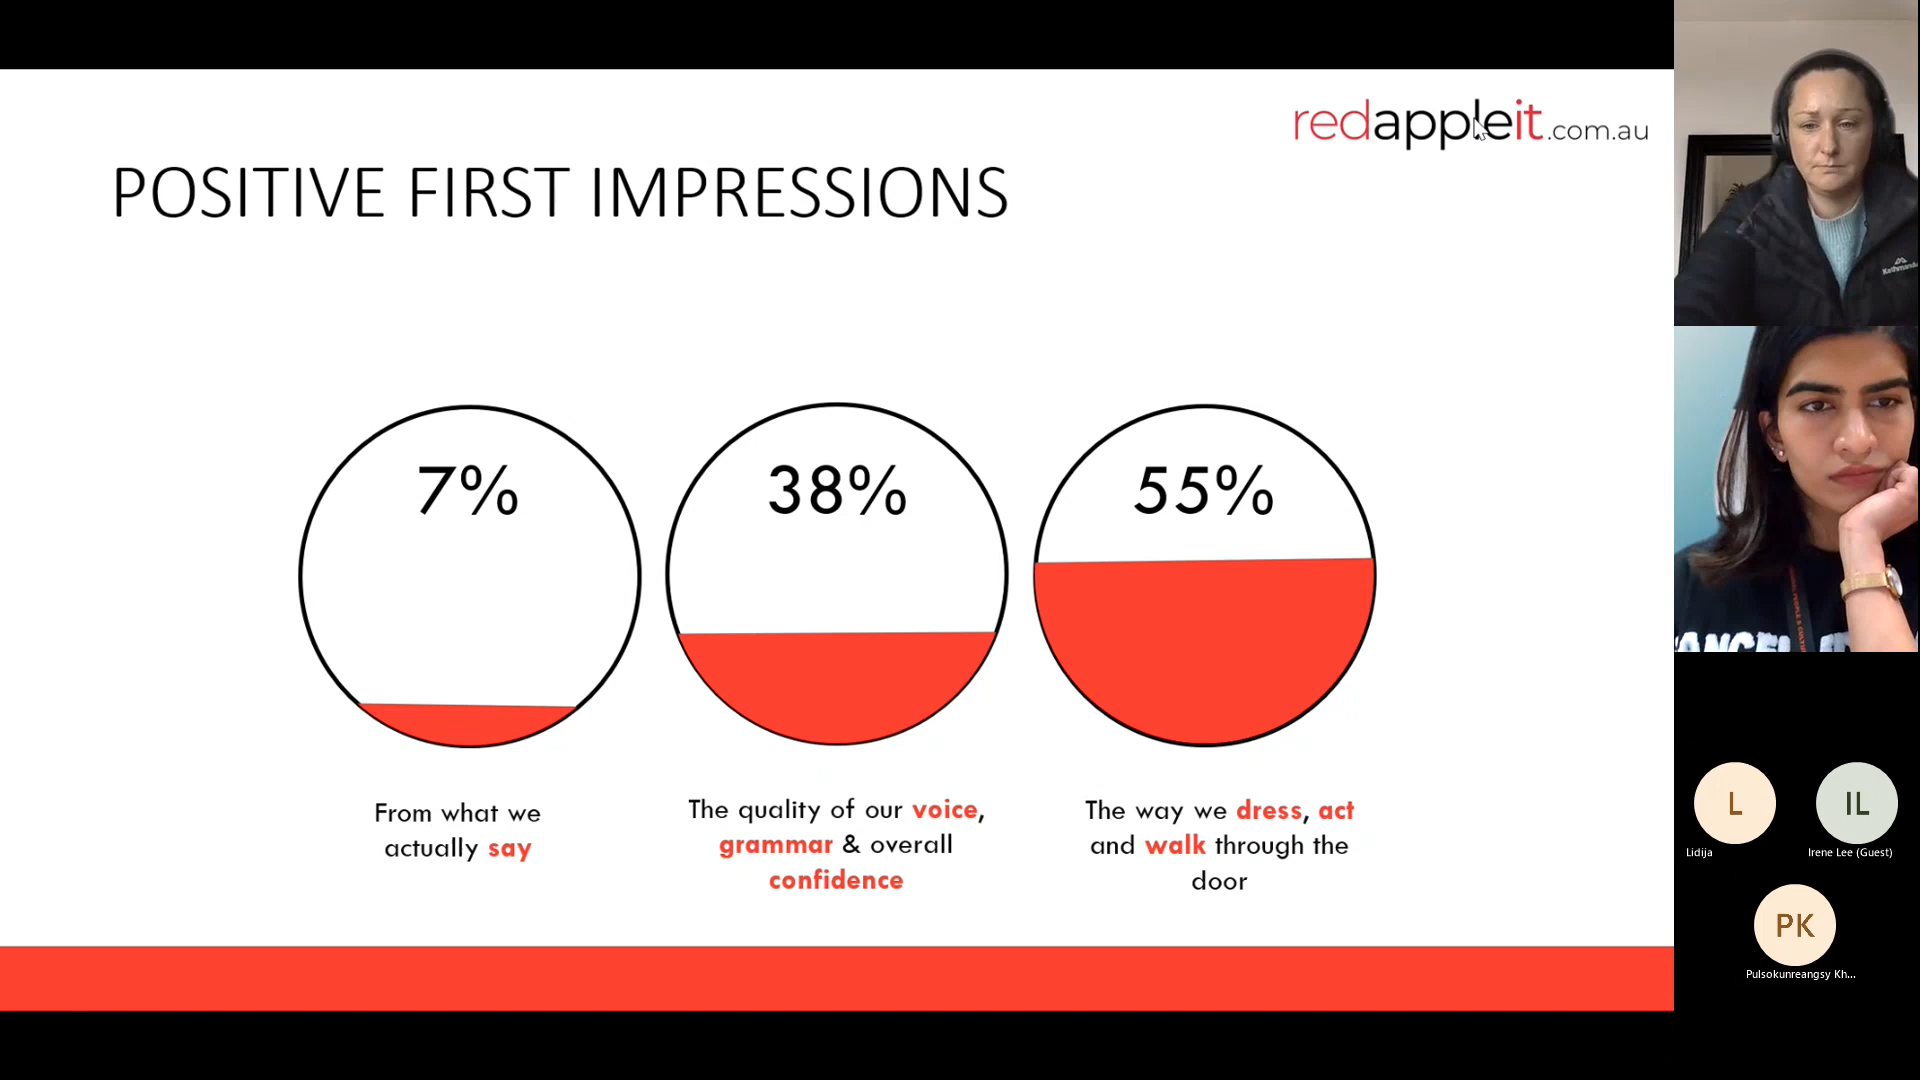 redappleit.com.au
POSITIVE FIRST IMPRESSIONS
7%
38%
55%
From what we
actually say
The quality of our voice,
grammar & overall
confidence
The way we dress, act
and walk through the
door
Kathmandu
L
Lidija
IL
Irene Lee (Guest)
PK
Pulsokunreangsy Kh...